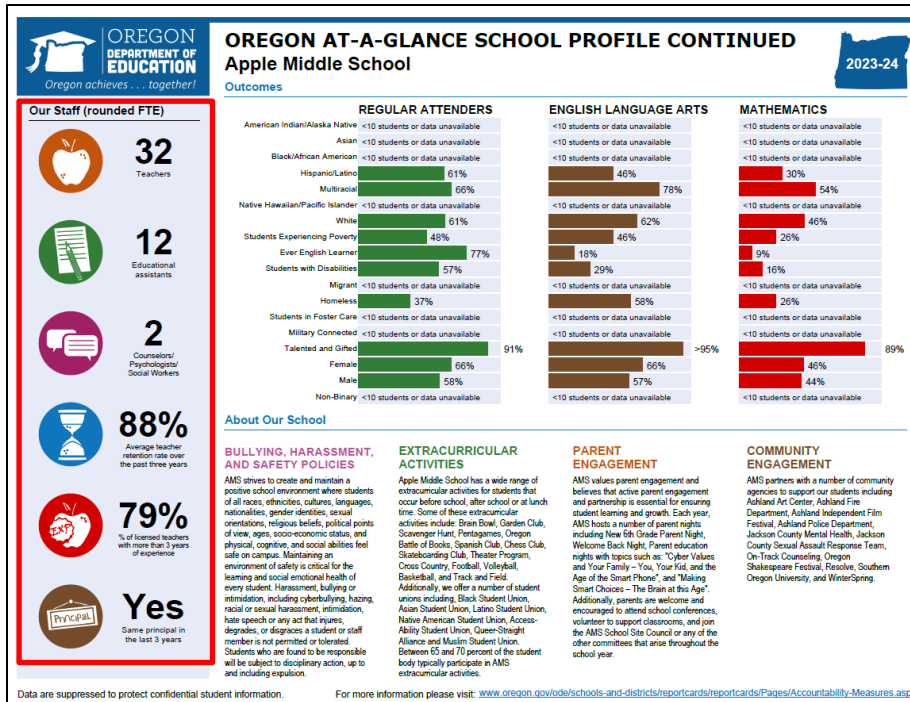 OREGON
DEPARTMENT OF
EDUCATION
Oregon achieves . . . together!
OREGON AT-A-GLANCE SCHOOL PROFILE CONTINUED
Apple Middle School
2023-24
Outcomes
Our Staff (rounded FTE)
32
Teachers
12
Educational
assistants
2
Counselors/
Psychologists/
Social Workers
88%
Average teacher
retention rate over
the past three years
EXP
79%
% of licensed teachers
with more than 3 years
of experience
Principal
Yes
Same principal in
the last 3 years
REGULAR ATTENDERS ENGLISH LANGUAGE ARTS MATHEMATICS
American Indian/Alaska Native <10 students or data unavailable <10 students or data unavailable <10 students or data unavailable
Asian <10 students or data unavailable <10 students or data unavailable <10 students or data unavailable
Black/African American <10 students or data unavailable <10 students or data unavailable <10 students or data unavailable
Hispanic/Latino 61% 46% 30%
Multiracial 66% 78% 54%
Native Hawaiian/Pacific Islander <10 students or data unavailable <10 students or data unavailable <10 students or data unavailable
White 61% 62% 46%
Students Experiencing Poverty 48% 46% 26%
Ever English Learner 77% 18% 9%
Students with Disabilities 57% 29% 16%
Migrant <10 students or data unavailable <10 students or data unavailable <10 students or data unavailable
Homeless 37% 58% 26%
Students in Foster Care <10 students or data unavailable <10 students or data unavailable <10 students or data unavailable
Military Connected <10 students or data unavailable <10 students or data unavailable <10 students or data unavailable
Talented and Gifted 91% >95% 89%
Female 66% 66% 46%
Male 58% 57% 44%
Non-Binary <10 students or data unavailable <10 students or data unavailable <10 students or data unavailable
About Our School
BULLYING, HARASSMENT,
AND SAFETY POLICIES
AMS strives to create and maintain a
positive school environment where students
of all races, ethnicities, cultures, languages,
nationalities, gender identities, sexual
orientations, religious beliefs, political points
of view, ages, socio-economic status, and
physical, cognitive, and social abilities feel
safe on campus. Maintaining an
environment of safety is critical for the
learning and social emotional health of
every student. Harassment, bullying or
intimidation, including cyberbullying, hazing,
racial or sexual harassment, intimidation,
hate speech or any act that injures,
degrades, or disgraces a student or staff
member is not permitted or tolerated.
Students who are found to be responsible
will be subject to disciplinary action, up to
and including expulsion.
EXTRACURRICULAR
ACTIVITIES
Apple Middle School has a wide range of
extracurricular activities for students that
occur before school, after school or at lunch
time. Some of these extracurricular
activities include: Brain Bowl, Garden Club,
Scavenger Hunt, Pentagames, Oregon
Battle of Books, Spanish Club, Chess Club,
Skateboarding Club, Theater Program,
Cross Country, Football, Volleyball,
Basketball, and Track and Field.
Additionally, we offer a number of student
unions including, Black Student Union,
Asian Student Union, Latino Student Union,
Native American Student Union, Access-
Ability Student Union, Queer-Straight
Alliance and Muslim Student Union.
Between 65 and 70 percent of the student
body typically participate in AMS
extracurricular activities.
PARENT
ENGAGEMENT
AMS values parent engagement and
believes that active parent engagement
and partnership is essential for ensuring
student learning and growth. Each year,
AMS hosts a number of parent nights
including New 6th Grade Parent Night,
Welcome Back Night, Parent education
nights with topics such as: "Cyber Values
and Your Family – You, Your Kid, and the
Age of the Smart Phone", and "Making
Smart Choices – The Brain at this Age".
Additionally, parents are welcome and
encouraged to attend school conferences,
volunteer to support classrooms, and join
the AMS School Site Council or any of the
other committees that arise throughout the
school year.
COMMUNITY
ENGAGEMENT
AMS partners with a number of community
agencies to support our students including
Ashland Art Center, Ashland Fire
Department, Ashland Independent Film
Festival, Ashland Police Department,
Jackson County Mental Health, Jackson
County Sexual Assault Response Team,
On-Track Counseling, Oregon
Shakespeare Festival, Resolve, Southern
Oregon University, and WinterSpring.
Data are suppressed to protect confidential student information. For more information please visit: www.oregon.gov/ode/schools-and-districts/reportcards/reportcards/Pages/Accountability-Measures.asp